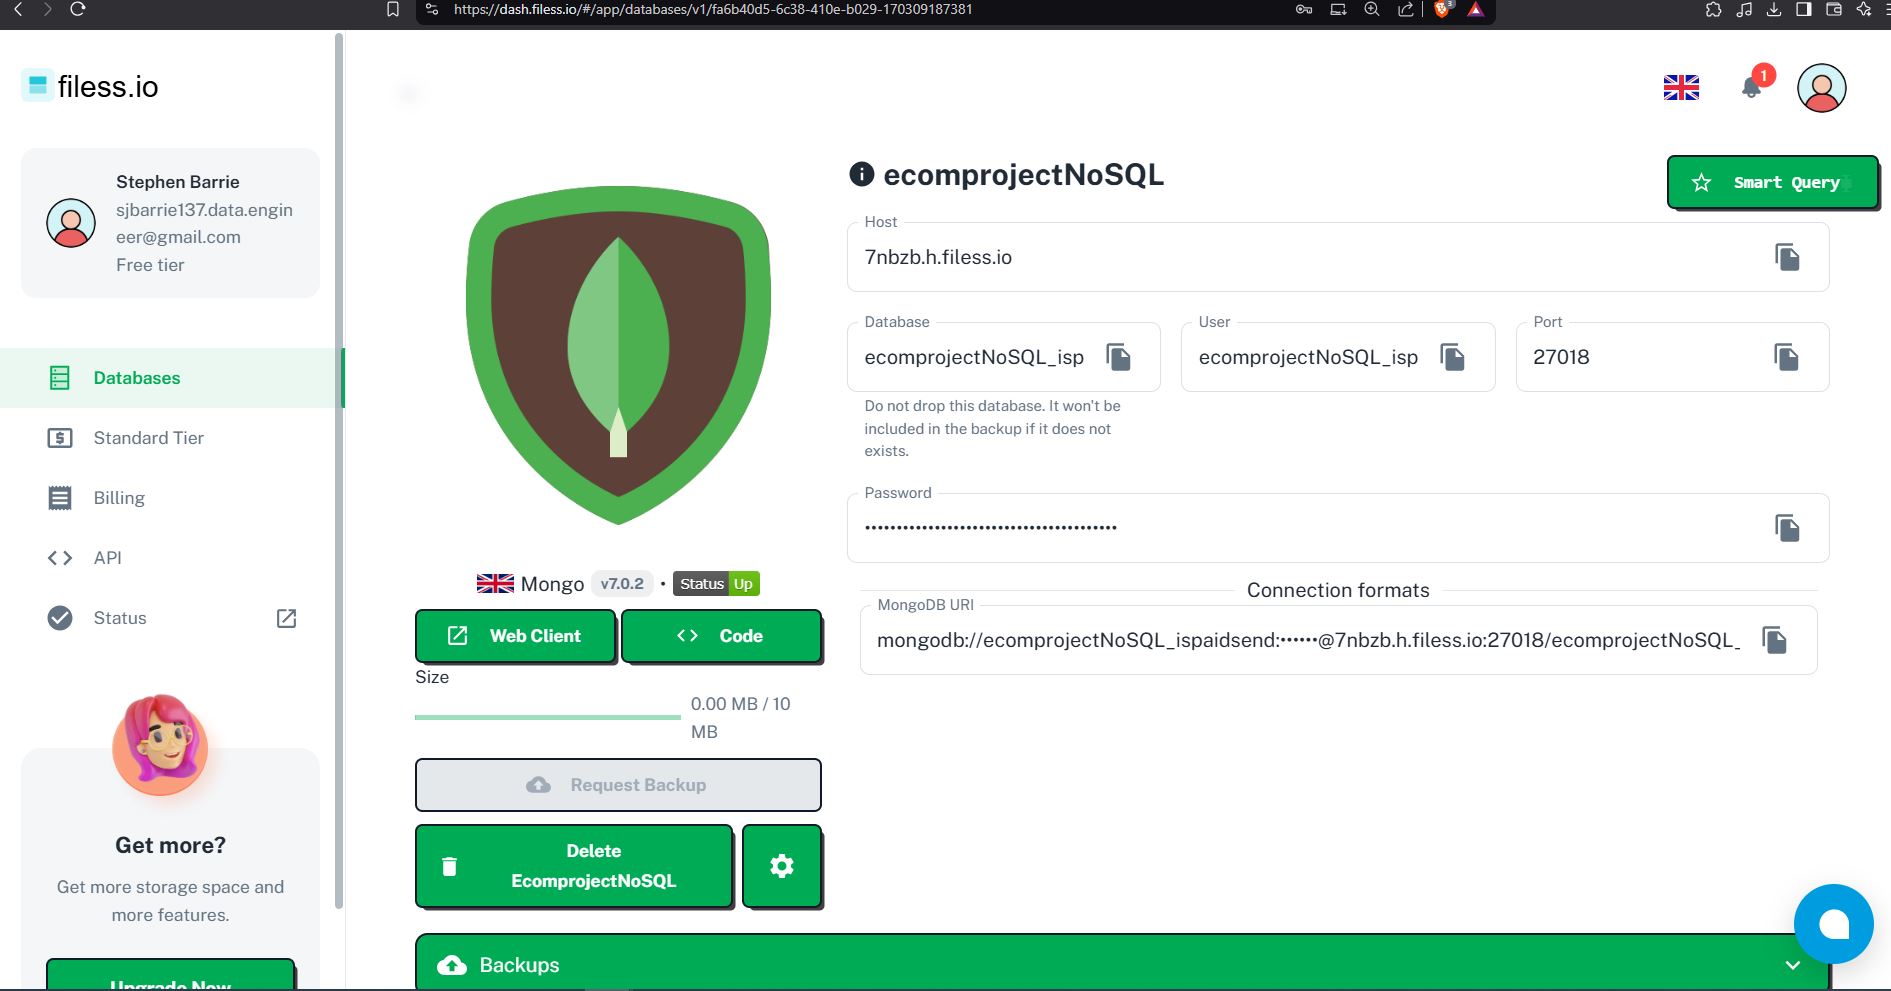 https://dash.filess.io/#/app/databases/v1/fa6b40d5-6c38-410e-b029-170309187381
3
filess.io
1
Stephen Barrie
sjbarrie137.data.engin
eer@gmail.com
Free tier
Databases
Standard Tier
Billing
API
Status
Get more?
Get more storage space and
more features.
Upgrade Now
Mongo v7.0.2 • Status Up
Web Client
Code
Size
0.00 MB / 10
MB
Request Backup
Delete
EcomprojectNoSQL
ecomprojectNoSQL
Smart Query
Host
7nbzb.h.filess.io
Database
ecomprojectNoSQL_isp
Do not drop this database. It won't be
included in the backup if it does not
exists.
User
ecomprojectNoSQL_isp
Port
27018
Password
••••••••••••••••••••••••••••••••••••••••
Connection formats
MongoDB URI
mongodb://ecomprojectNoSQL_ispaidsend:••••••@7nbzb.h.filess.io:27018/ecomprojectNoSQL_
Backups